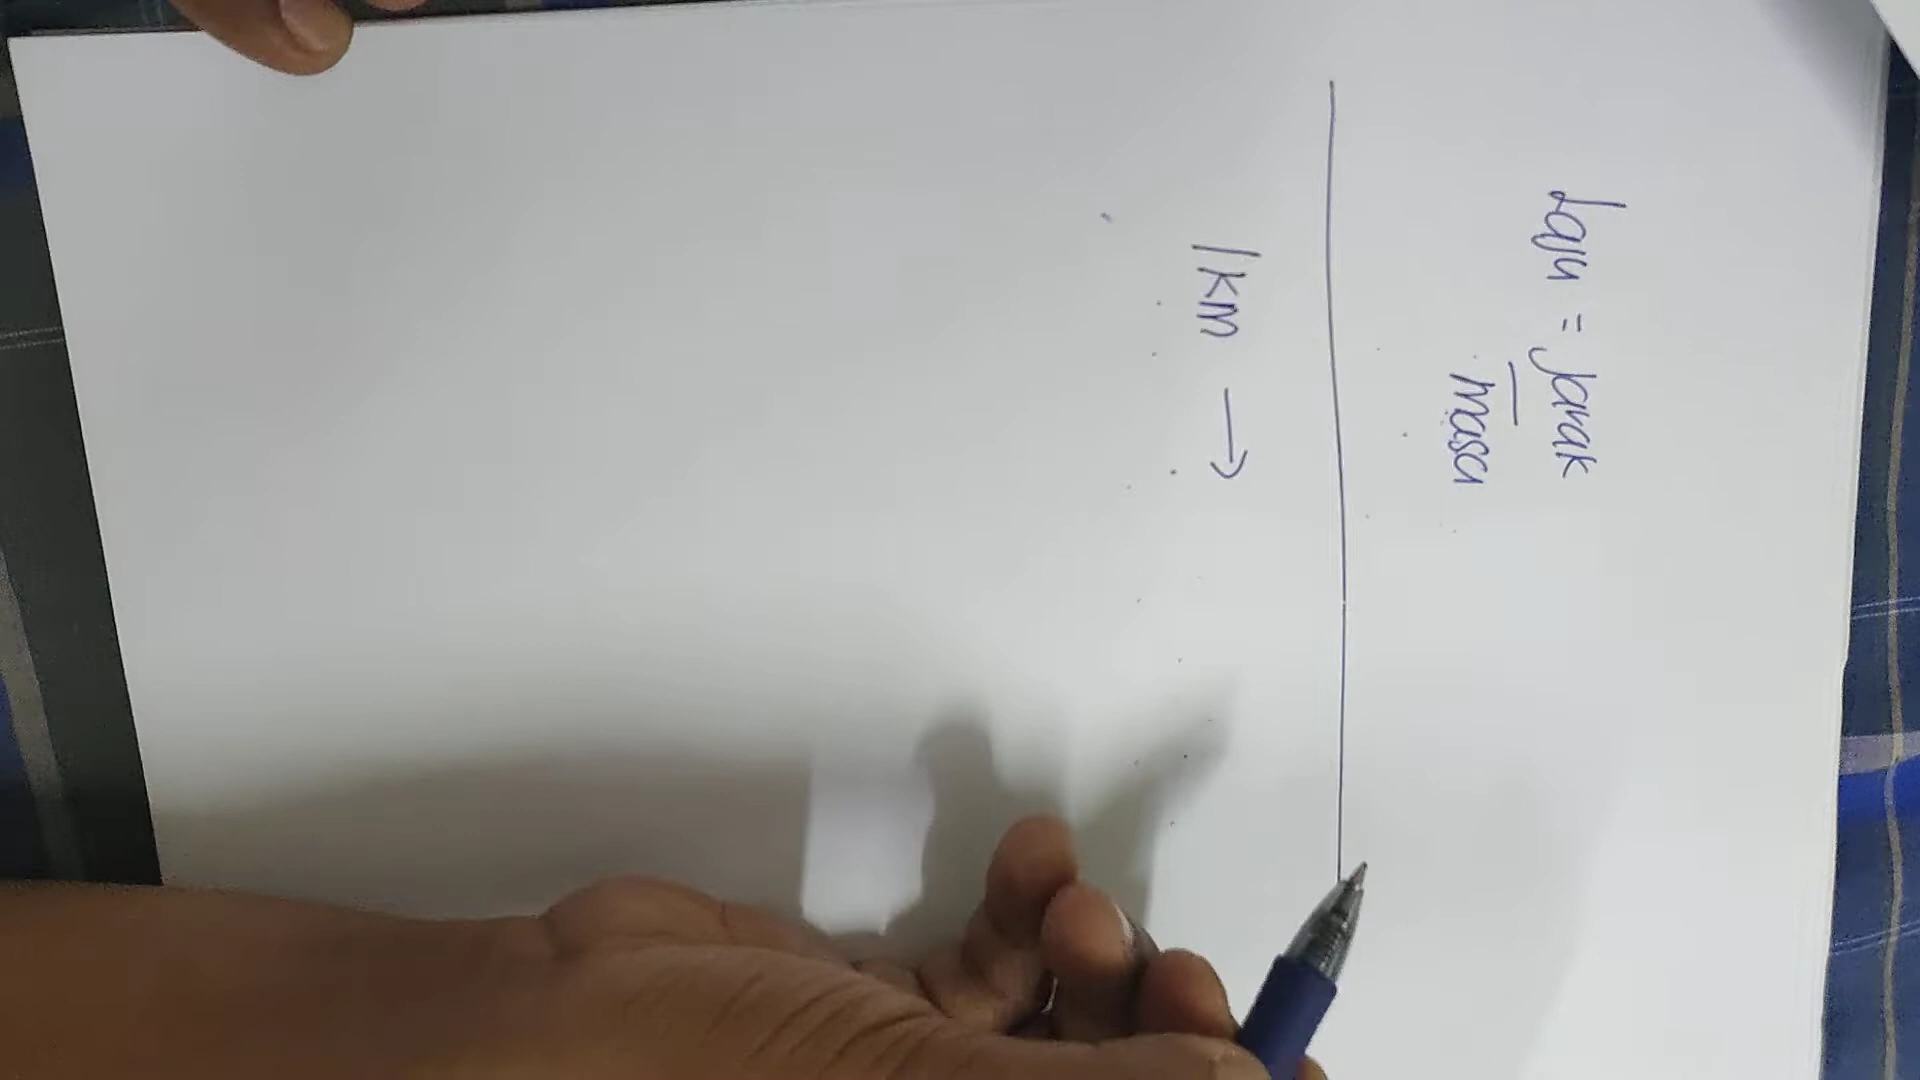 Laju = Jarak
masa
1km →